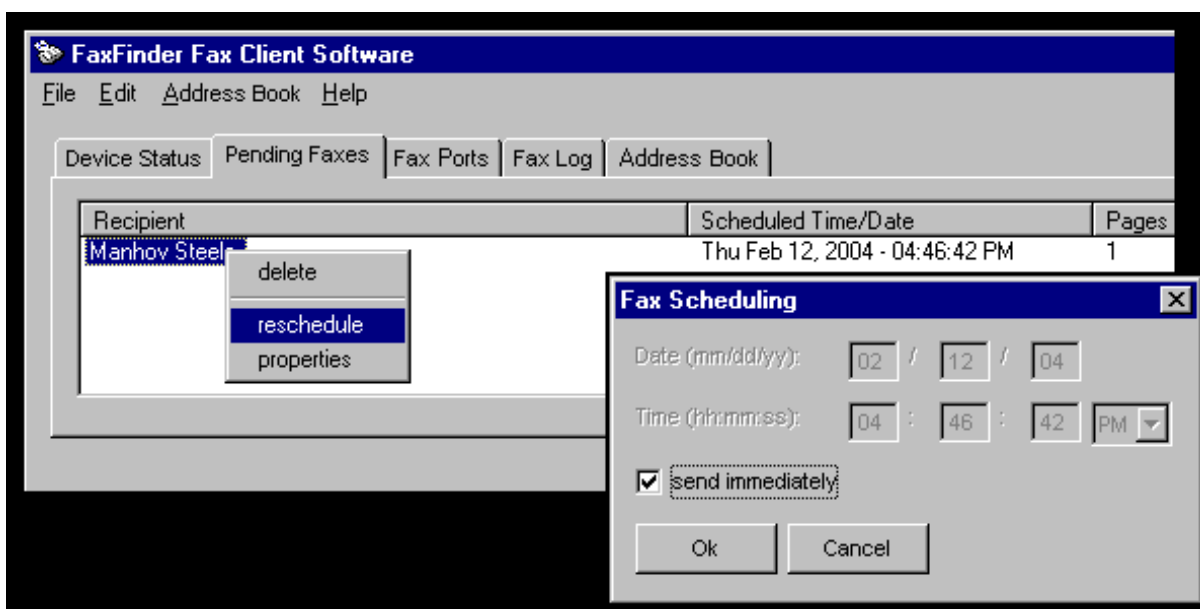 FaxFinder Fax Client Software
File Edit Address Book Help
Device Status Pending Faxes Fax Ports Fax Log Address Book
Recipient Scheduled Time/Date Pages
Manhov Steele Thu Feb 12, 2004 - 04:46:42 PM 1
delete
reschedule
properties
Fax Scheduling
Date (mm/dd/yy): 02 / 12 / 04
Time (hh:mm:ss): 04 : 46 : 42 PM
send immediately
Ok Cancel